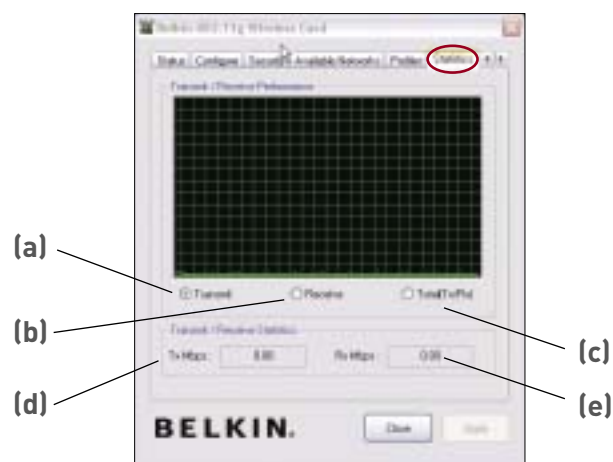 Belkin 802.11g Wireless Card
Status Configure Security Available Networks Profiles Statistics
Transmit / Receive Performance
(a)
Transmit Receive Total(Tx/Rx)
(b)
(c)
Transmit / Receive Statistics
Tx Mbps: 0.00 Rx Mbps: 0.00
(d)
(e)
BELKIN.
Close Apply